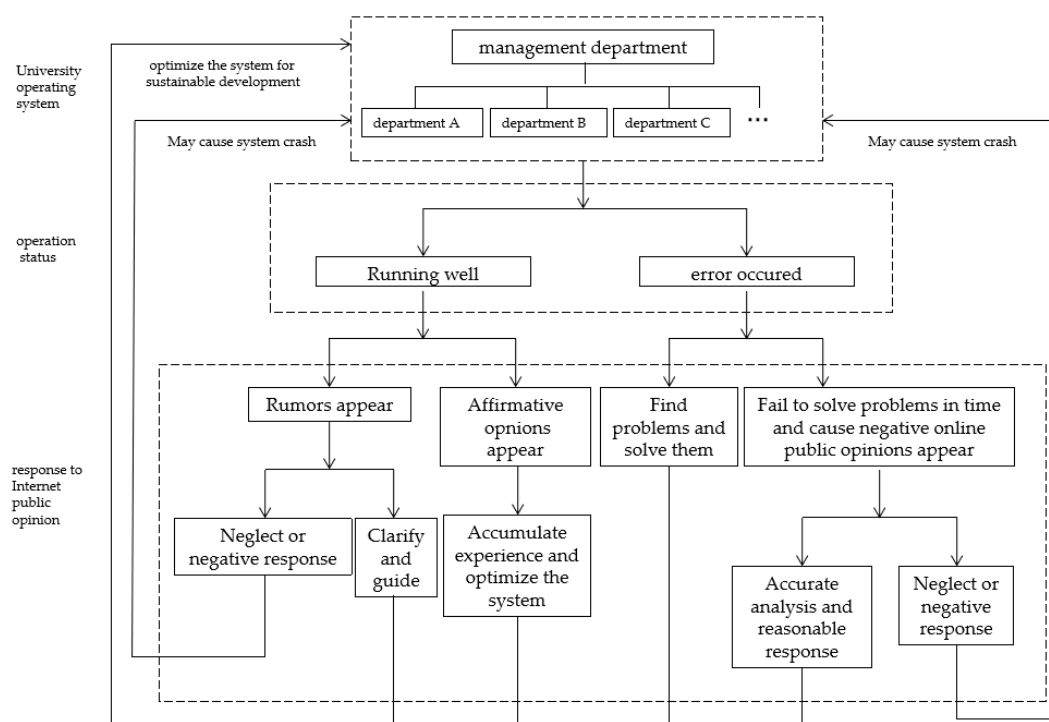 management department
optimize the system for
sustainable development
University
operating
system
department A
department B
department C
...
May cause system crash
May cause system crash
operation
status
Running well
error occured
Rumors appear
Affirmative
opnions
appear
Find
problems and
solve them
Fail to solve problems in time
and cause negative online
public opinions appear
response to
Internet
public
opinion
Neglect or
negative response
Clarify
and
guide
Accumulate
experience and
optimize the
system
Accurate
analysis and
reasonable
response
Neglect or
negative
response